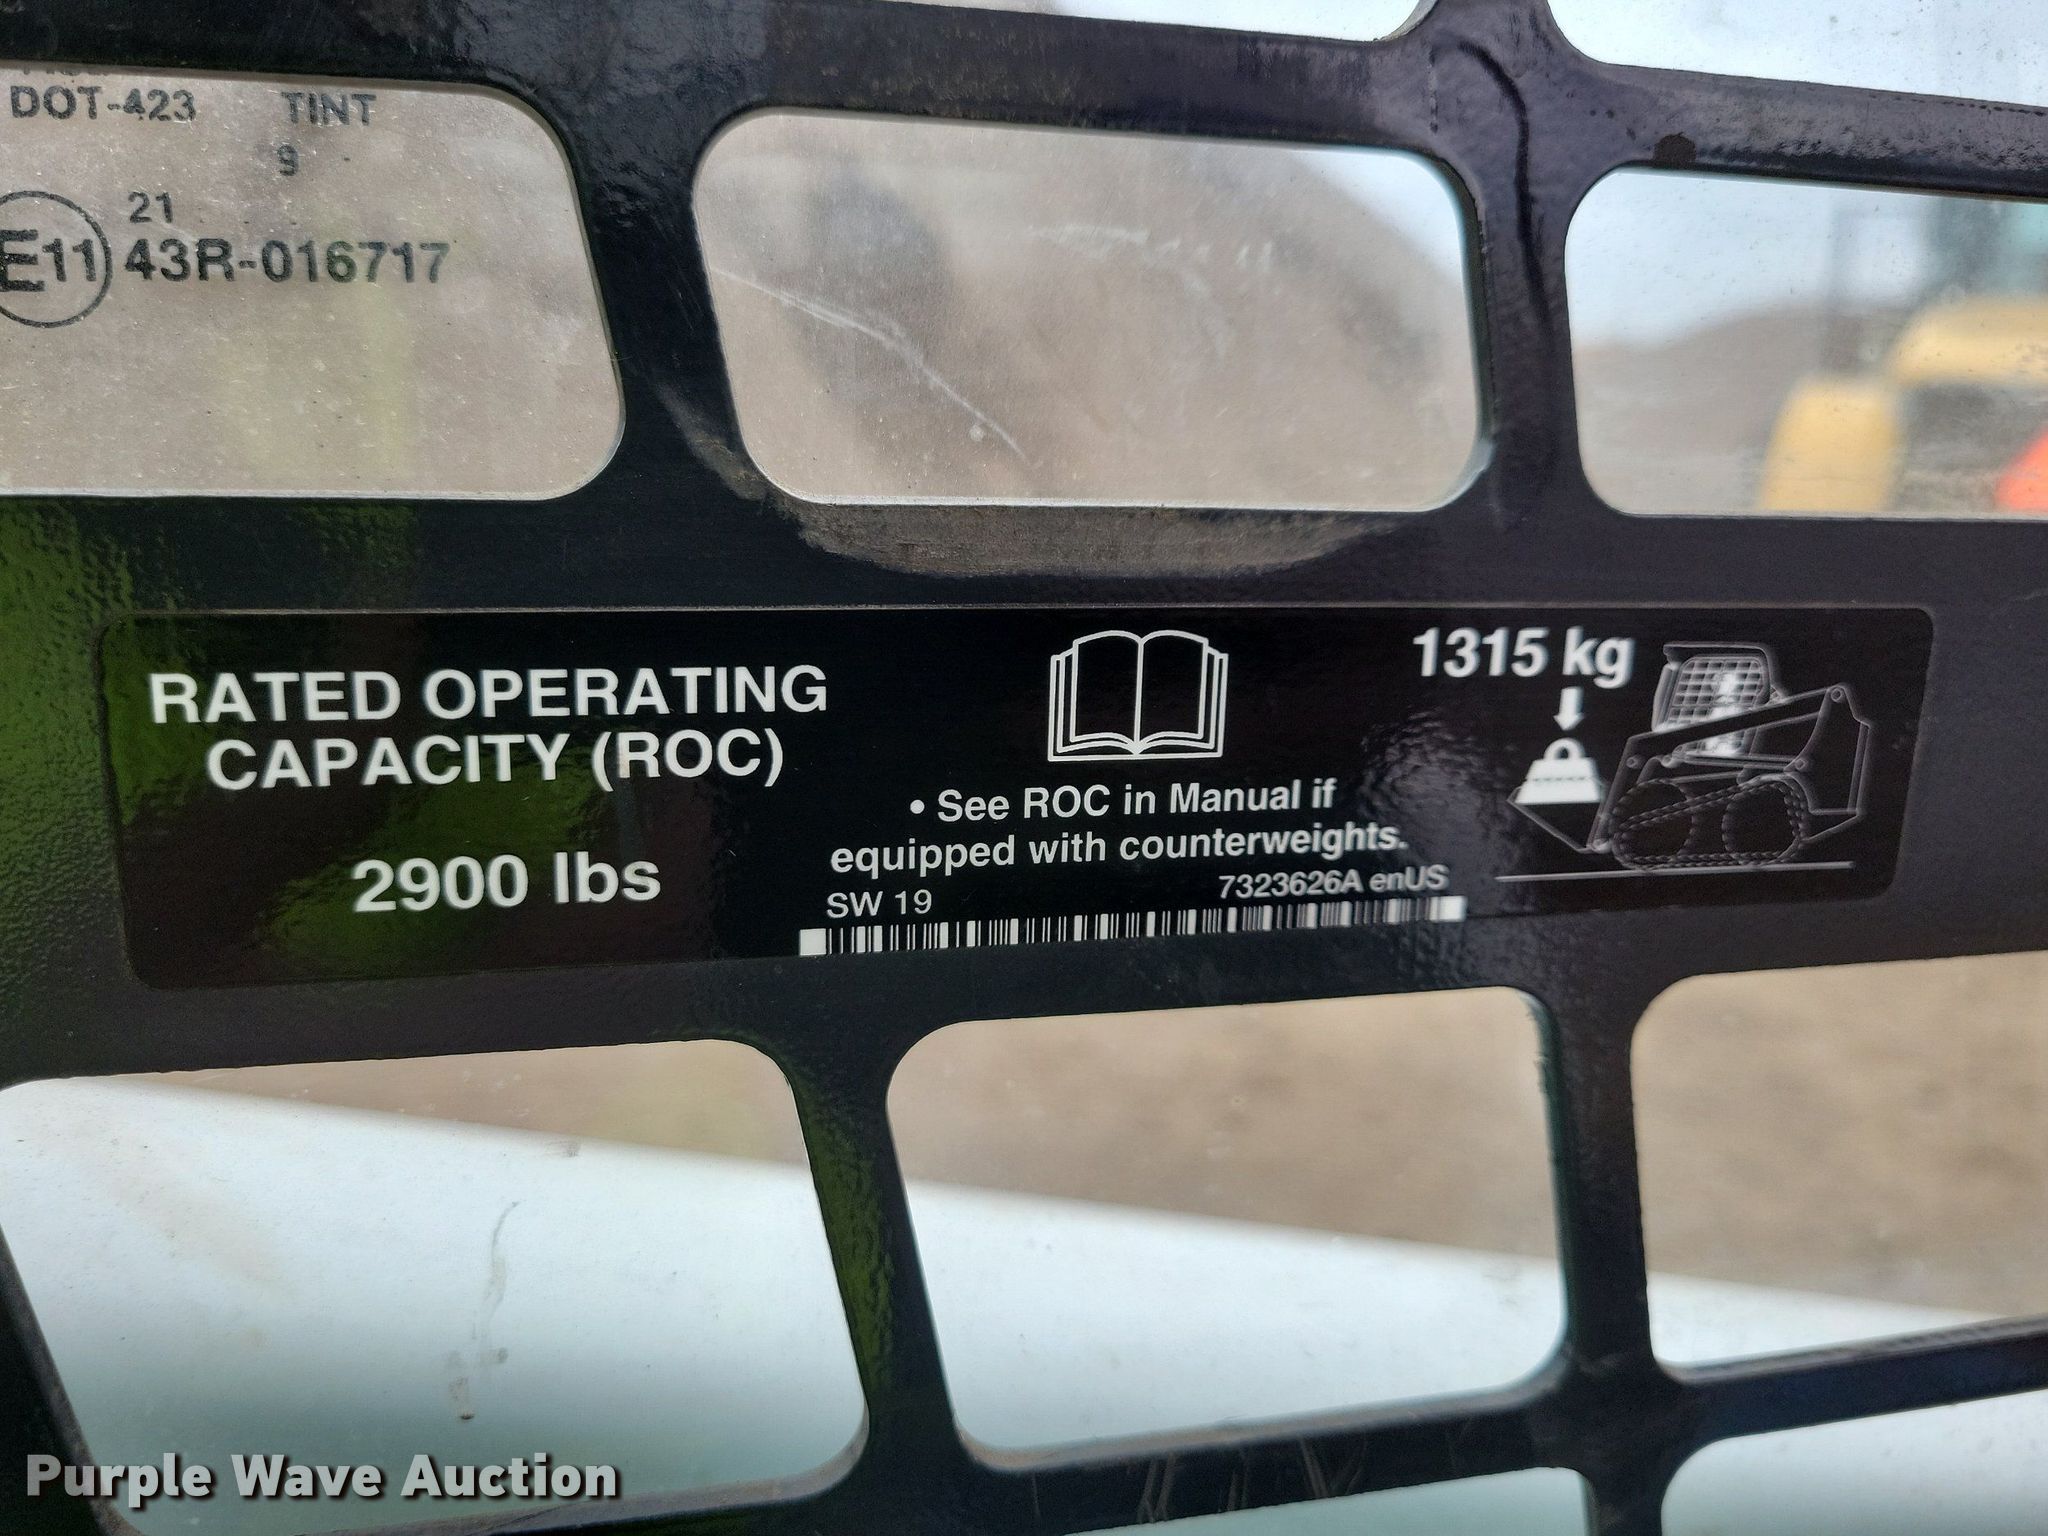 DOT-423 TINT
9
21
E11 43R-016717
RATED OPERATING
CAPACITY (ROC)
2900 lbs
• See ROC in Manual if
equipped with counterweights.
SW 19 7323626A enUS
1315 kg
Purple Wave Auction